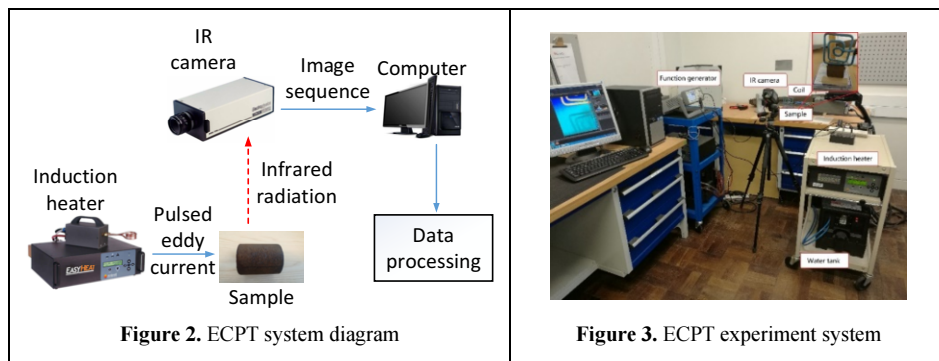 IR
camera
Image
sequence
Computer
Induction
heater
Pulsed
eddy
current
Infrared
radiation
EASYHEAT
Sample
Data
processing
Figure 2. ECPT system diagram
Function generator
IR camera
Coil
Sample
Induction heater
Water tank
Figure 3. ECPT experiment system